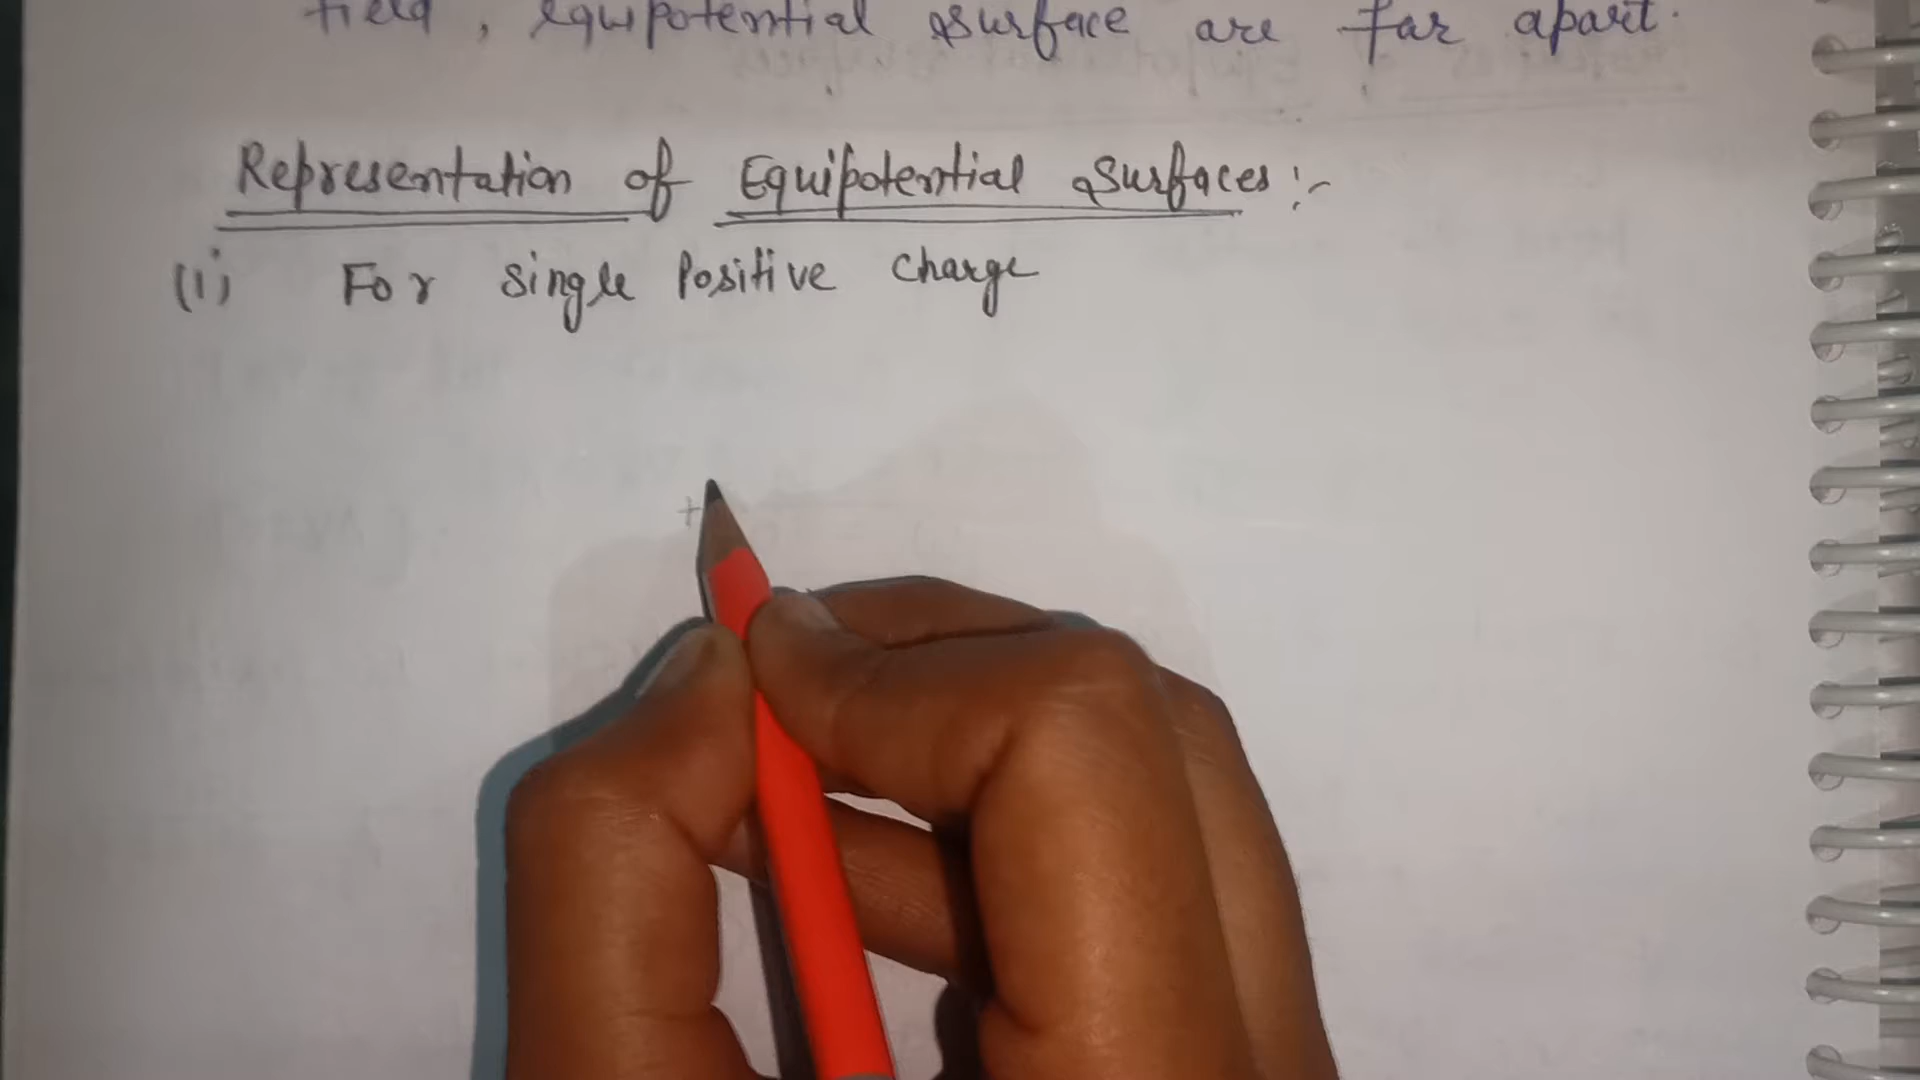 field, equipotential surface are far apart.
Representation of Equipotential Surfaces :-
(i) For single Positive charge
+